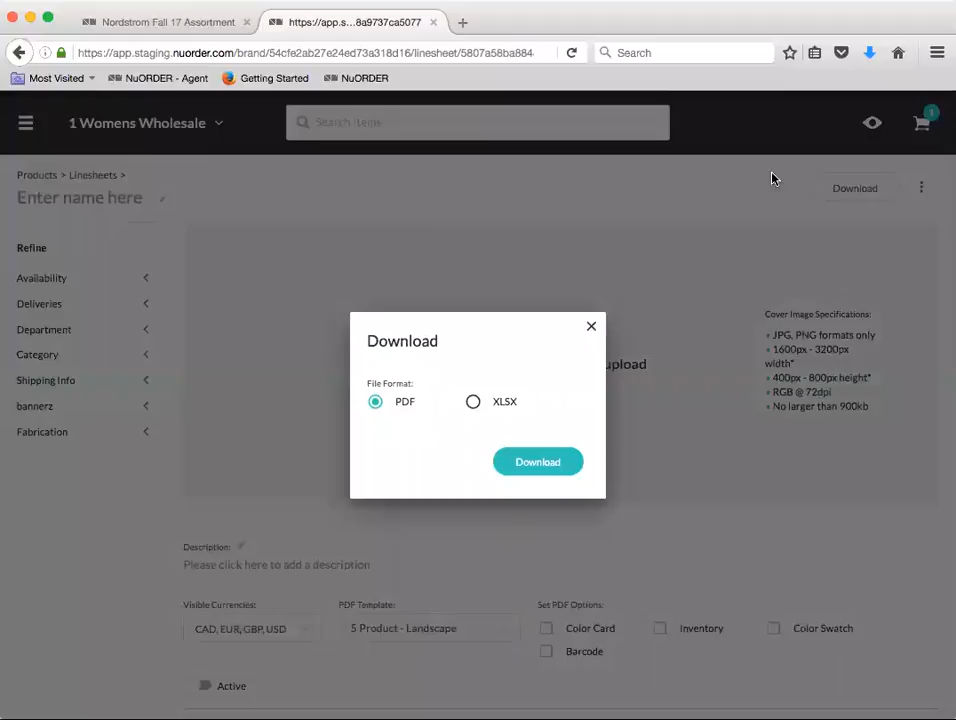 Nordstrom Fall 17 Assortment
https://app.s...8a9737ca5077
https://app.staging.nuorder.com/brand/54cfe2ab27e24ed73a318d16/linesheet/5807a58ba884
Search
Most Visited
NuORDER - Agent
Getting Started
NuORDER
1 Womens Wholesale
Search Items
1
Products > Linesheets >
Enter name here
Download
Refine
Availability
Deliveries
Department
Category
Shipping Info
bannerz
Fabrication
Download
File Format:
PDF
XLSX
Download
upload
Cover Image Specifications:
• JPG, PNG formats only
• 1600px - 3200px
width*
• 400px - 800px height*
• RGB @ 72dpi
• No larger than 900kb
Description:
Please click here to add a description
Visible Currencies:
CAD, EUR, GBP, USD
PDF Template:
5 Product - Landscape
Set PDF Options:
Color Card
Inventory
Color Swatch
Barcode
Active